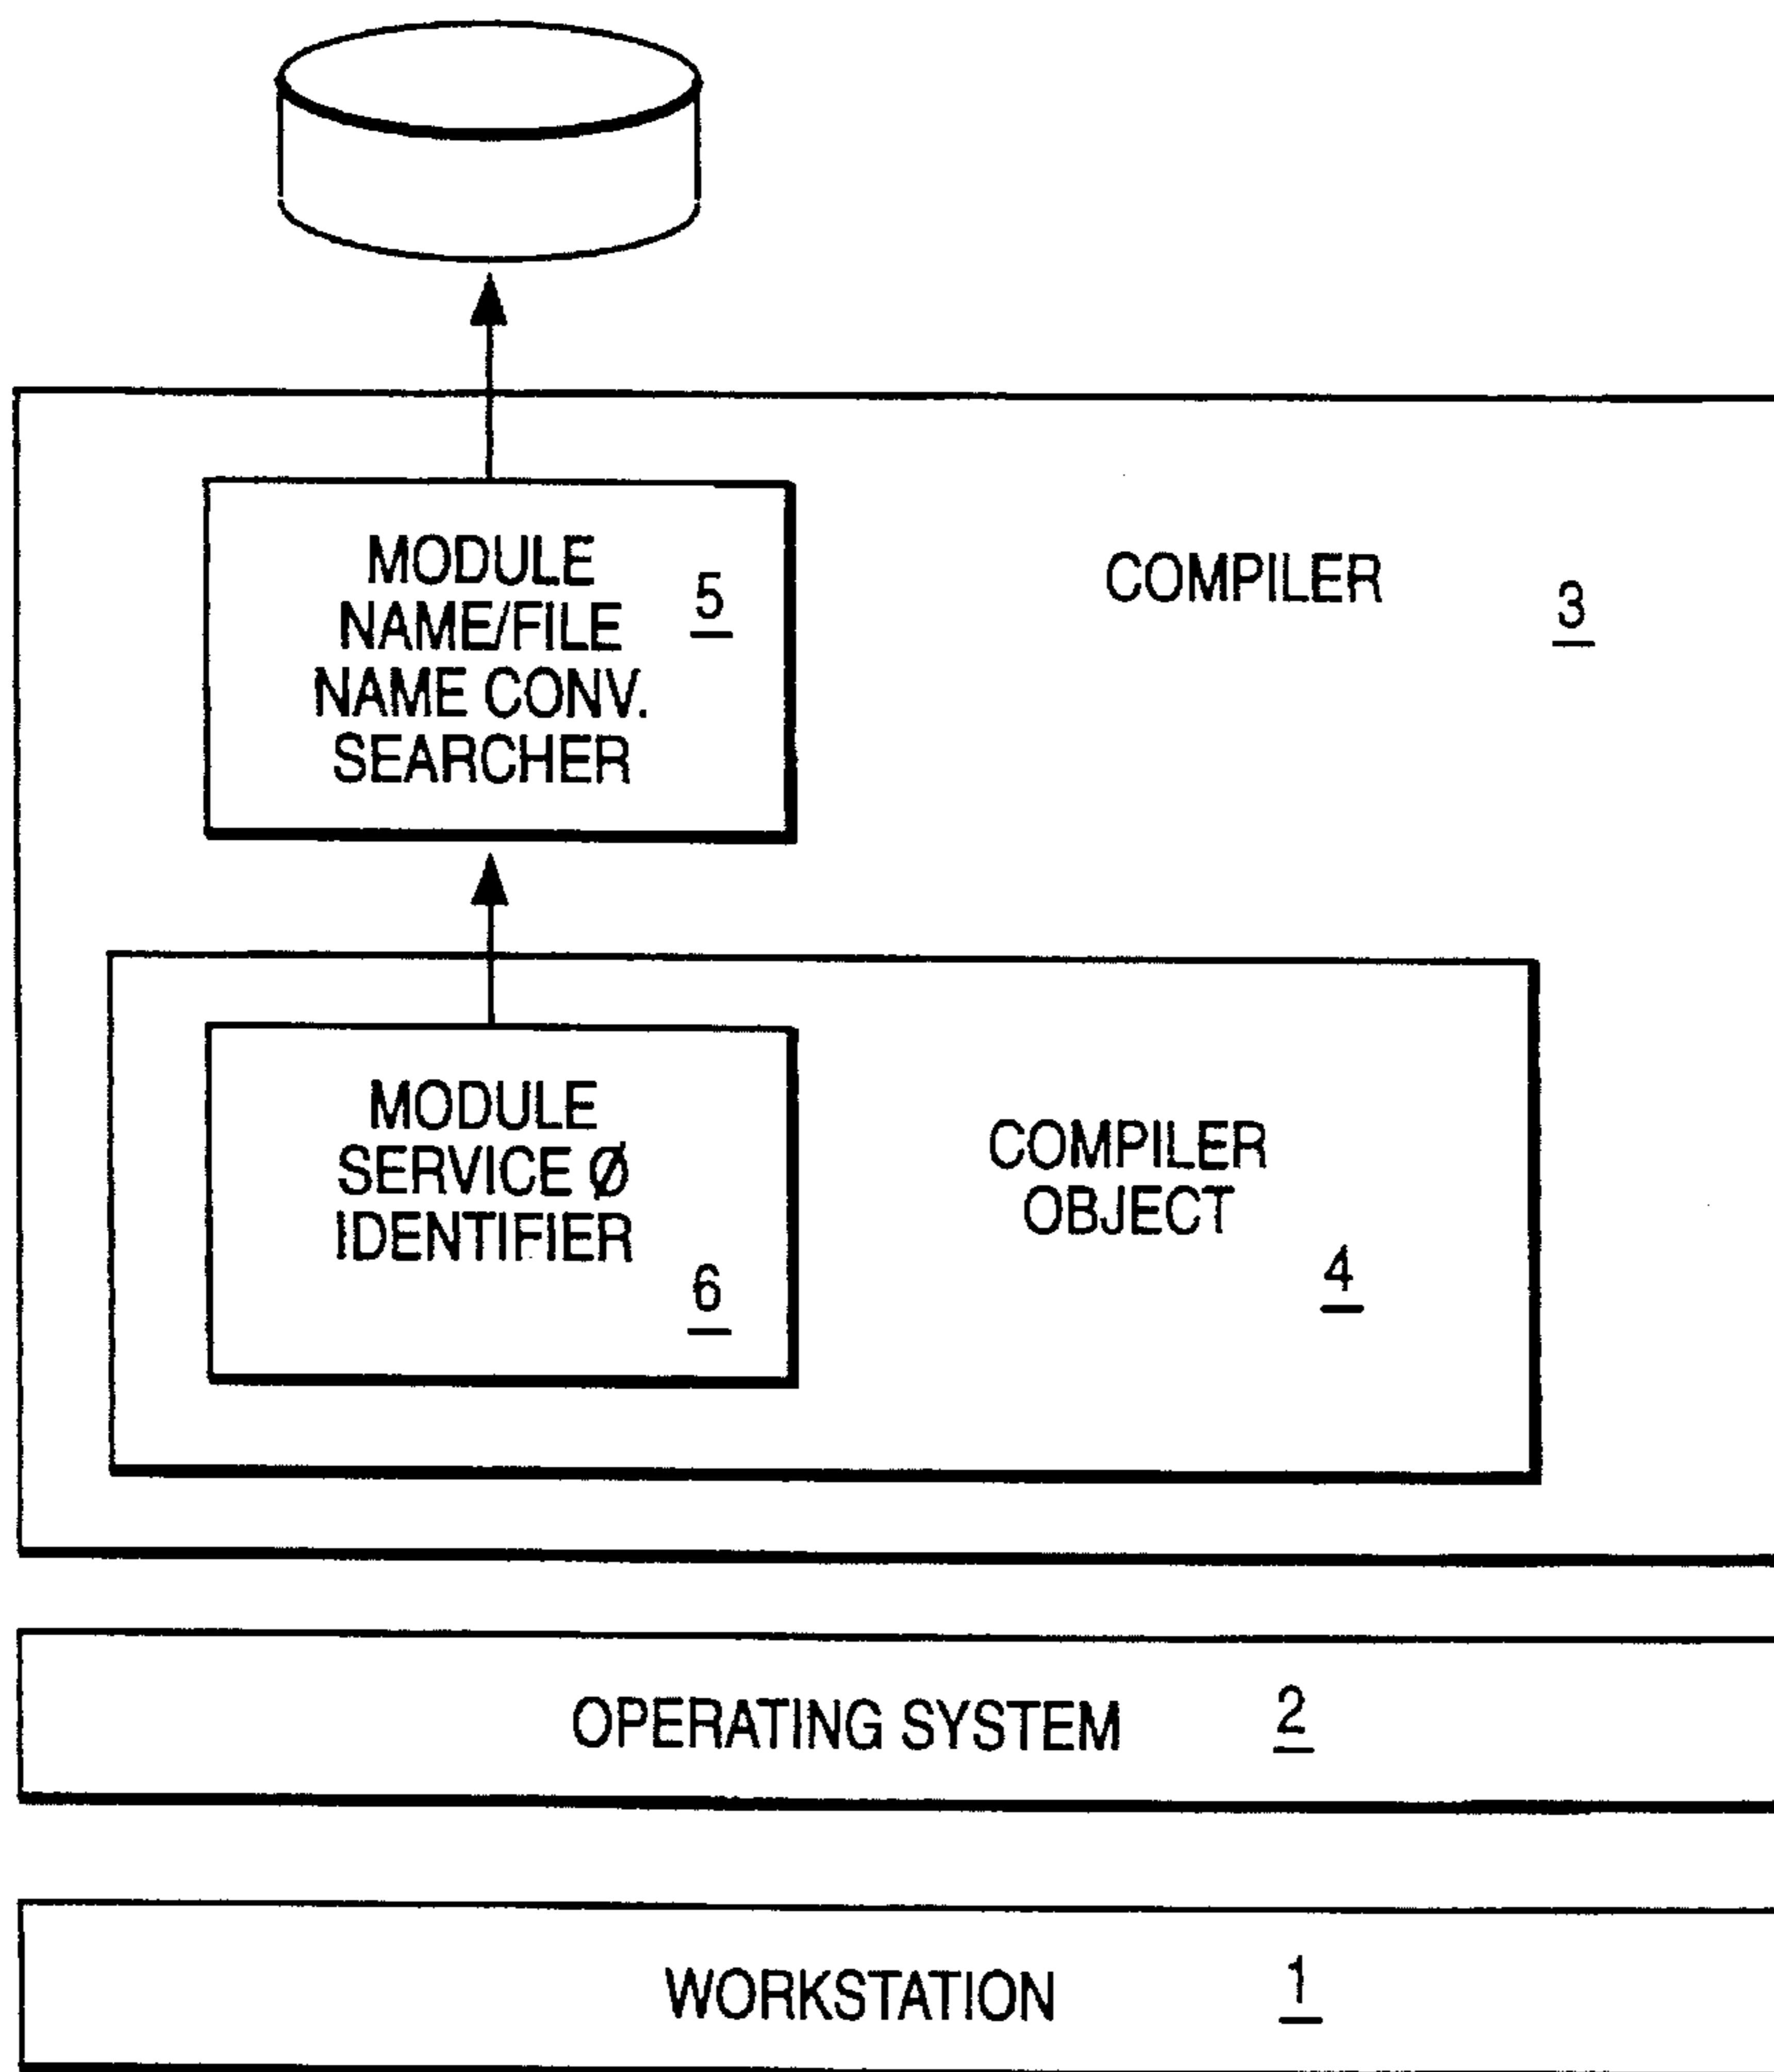 MODULE
NAME/FILE
NAME CONV.
SEARCHER
5
COMPILER
3
MODULE
SERVICE Ø
IDENTIFIER
6
COMPILER
OBJECT
4
OPERATING SYSTEM 2
WORKSTATION 1